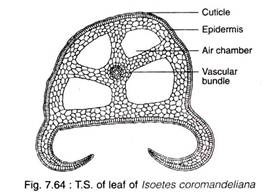 Cuticle
Epidermis
Air chamber
Vascular
bundle
Fig. 7.64 : T.S. of leaf of Isoetes coromandeliana